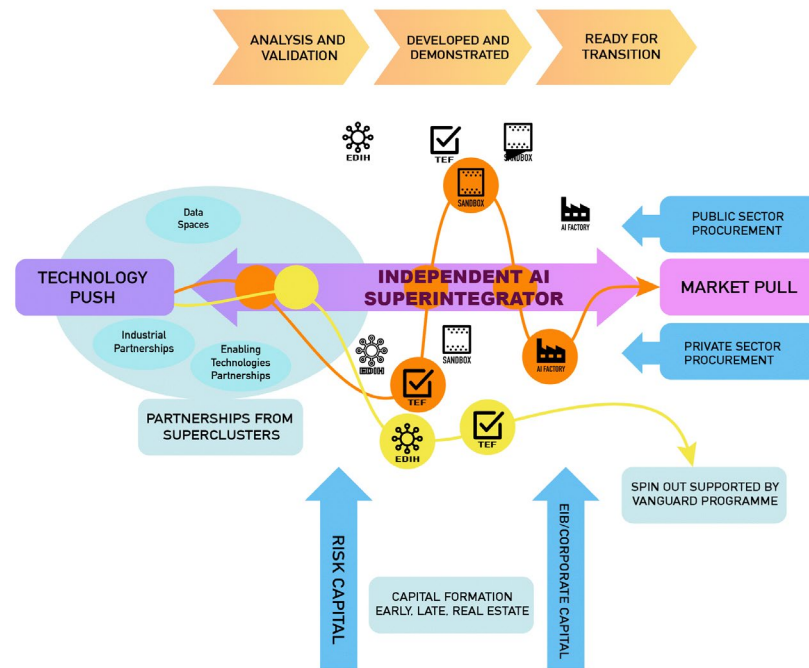 ANALYSIS AND
VALIDATION
DEVELOPED AND
DEMONSTRATED
READY FOR
TRANSITION
EDIH
TEF
SANDBOX
SANDBOX
AI FACTORY
Data
Spaces
PUBLIC SECTOR
PROCUREMENT
TECHNOLOGY
PUSH
INDEPENDENT AI
SUPERINTEGRATOR
MARKET PULL
Industrial
Partnerships
Enabling
Technologies
Partnerships
EDIH
SANDBOX
AI FACTORY
PRIVATE SECTOR
PROCUREMENT
TEF
PARTNERSHIPS FROM
SUPERCLUSTERS
EDIH
TEF
SPIN OUT SUPPORTED BY
VANGUARD PROGRAMME
RISK CAPITAL
CAPITAL FORMATION
EARLY, LATE, REAL ESTATE
EIB/CORPORATE CAPITAL